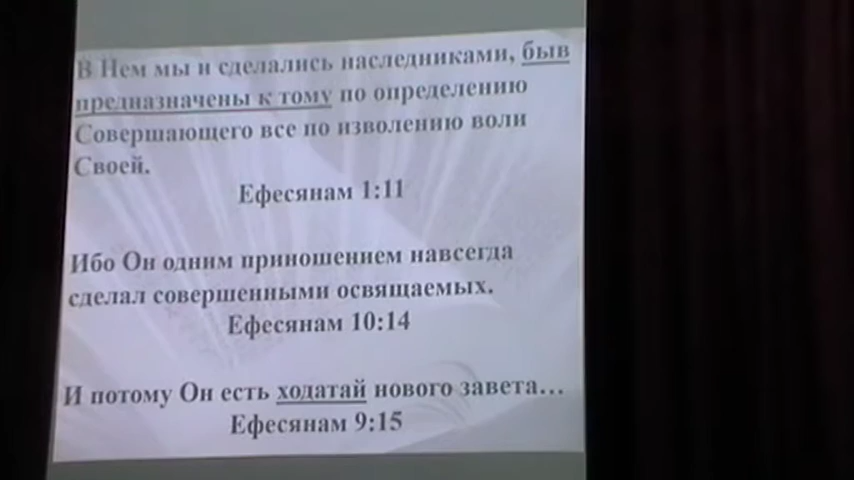 В Нем мы и сделались наследниками, быв
предназначены к тому по определению
Совершающего все по изволению воли
Своей.
Ефесянам 1:11
Ибо Он одним приношением навсегда
сделал совершенными освящаемых.
Ефесянам 10:14
И потому Он есть ходатай нового завета…
Ефесянам 9:15